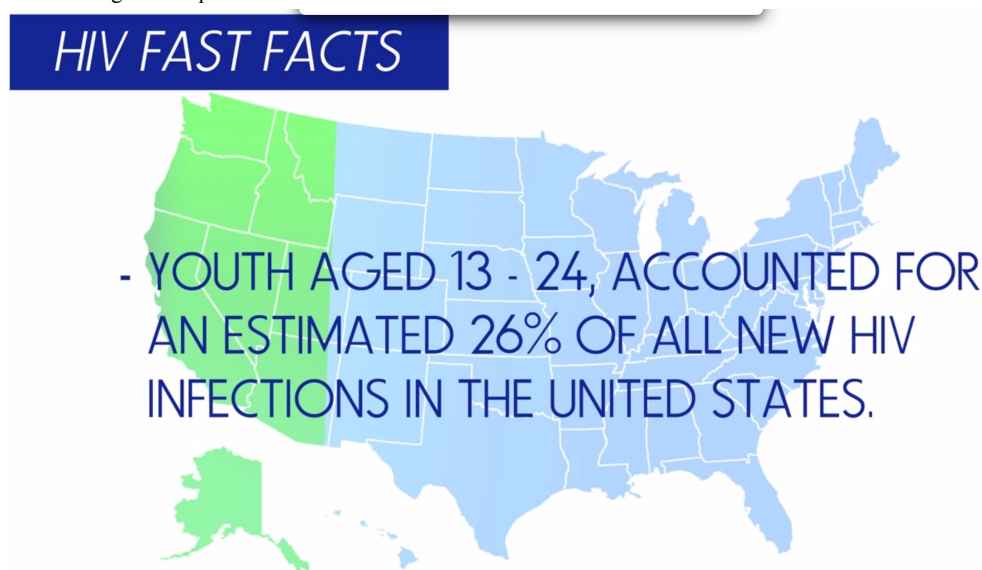 HIV FAST FACTS
- YOUTH AGED 13 - 24, ACCOUNTED FOR
AN ESTIMATED 26% OF ALL NEW HIV
INFECTIONS IN THE UNITED STATES.